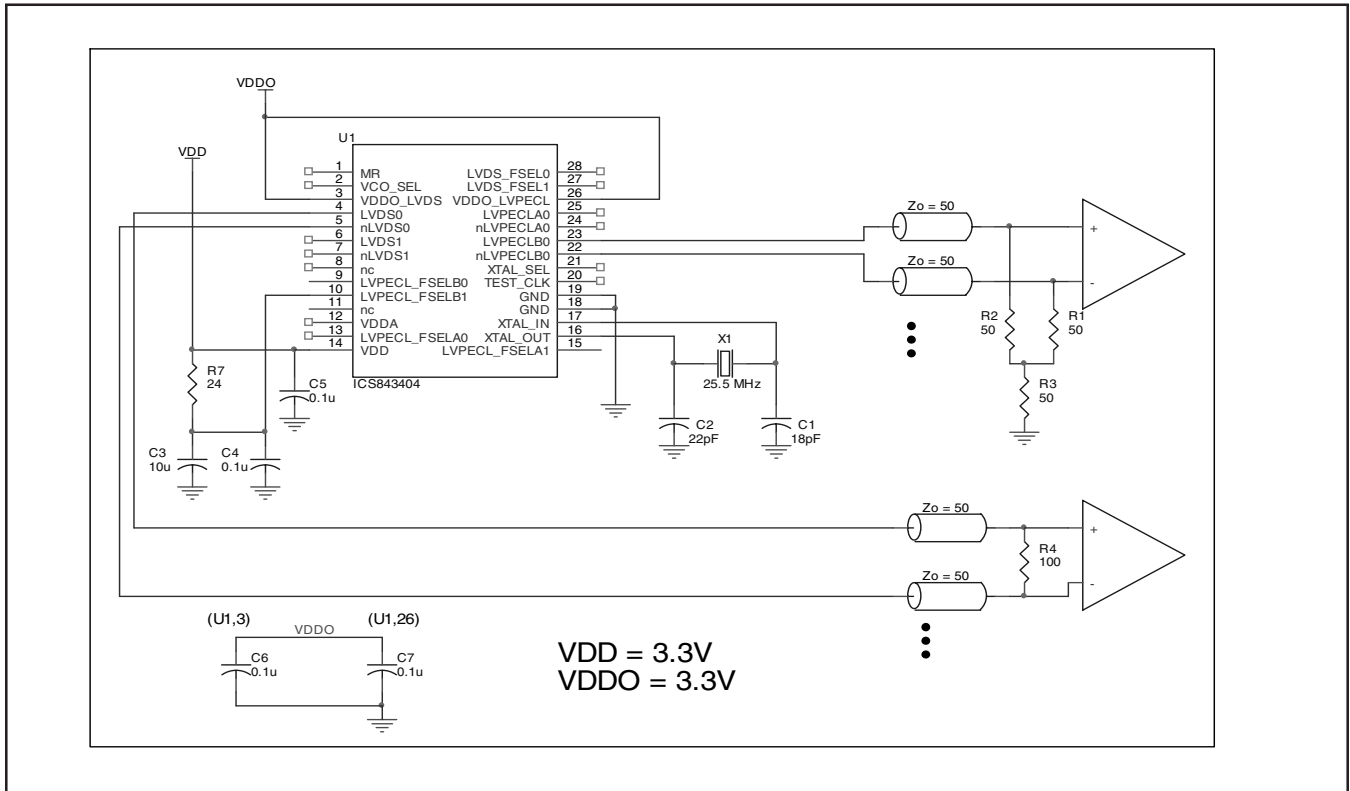 VDDO
U1
VDD
1 MR
2 VCO_SEL
3 VDDO_LVDS
4 LVDS0
5 nLVDS0
6 LVDS1
7 nLVDS1
8 nc
9 LVPECL_FSELB0
10 LVPECL_FSELB1
11 nc
12 VDDA
13 LVPECL_FSELA0
14 VDD
LVDS_FSEL0 28
LVDS_FSEL1 27
VDDO_LVPECL 26
LVPECLA0 25
nLVPECLA0 24
LVPECLB0 23
nLVPECLB0 22
XTAL_SEL 21
TEST_CLK 20
GND 19
GND 18
XTAL_IN 17
XTAL_OUT 16
LVPECL_FSELA1 15
ICS843404
R7
24
C5
0.1u
C3
10u
C4
0.1u
X1
25.5 MHz
C2
22pF
C1
18pF
Zo = 50
+
Zo = 50
-
R2
50
R1
50
R3
50
Zo = 50
+
R4
100
Zo = 50
-
(U1,3)
(U1,26)
VDDO
C6
0.1u
C7
0.1u
VDD = 3.3V
VDDO = 3.3V